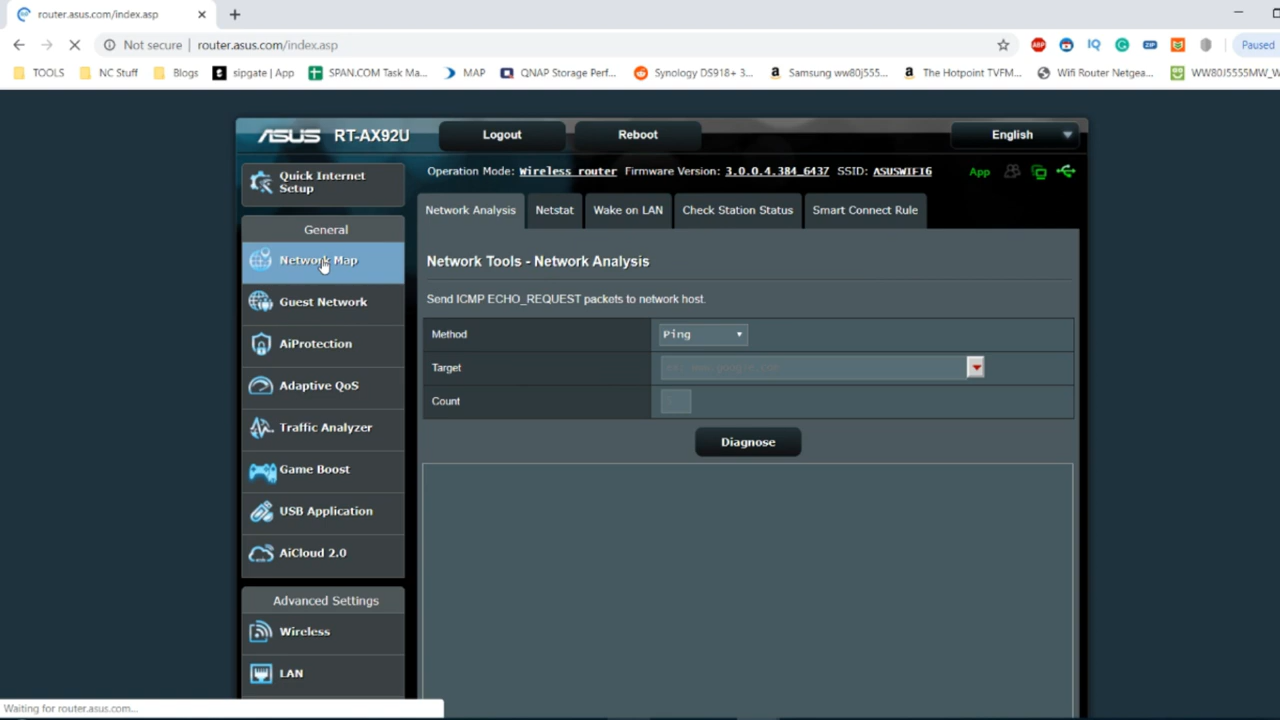 router.asus.com/index.asp
Not secure
router.asus.com/index.asp
ABP
IQ
ZIP
Paused
TOOLS
NC Stuff
Blogs
sipgate | App
SPAN.COM Task Ma...
MAP
QNAP Storage Perf...
Synology DS918+ 3...
Samsung ww80j555...
The Hotpoint TVFM...
Wifi Router Netgea...
WW80J5555MW_W
ASUS RT-AX92U
Logout
Reboot
English
Quick Internet
Setup
Operation Mode: Wireless router Firmware Version: 3.0.0.4.384_6437 SSID: ASUSWIFI6
App
General
Network Map
Guest Network
AiProtection
Adaptive QoS
Traffic Analyzer
Game Boost
USB Application
AiCloud 2.0
Advanced Settings
Wireless
LAN
Network Analysis
Netstat
Wake on LAN
Check Station Status
Smart Connect Rule
Network Tools - Network Analysis
Send ICMP ECHO_REQUEST packets to network host.
Method
Ping
Target
Count
Diagnose
Waiting for router.asus.com...